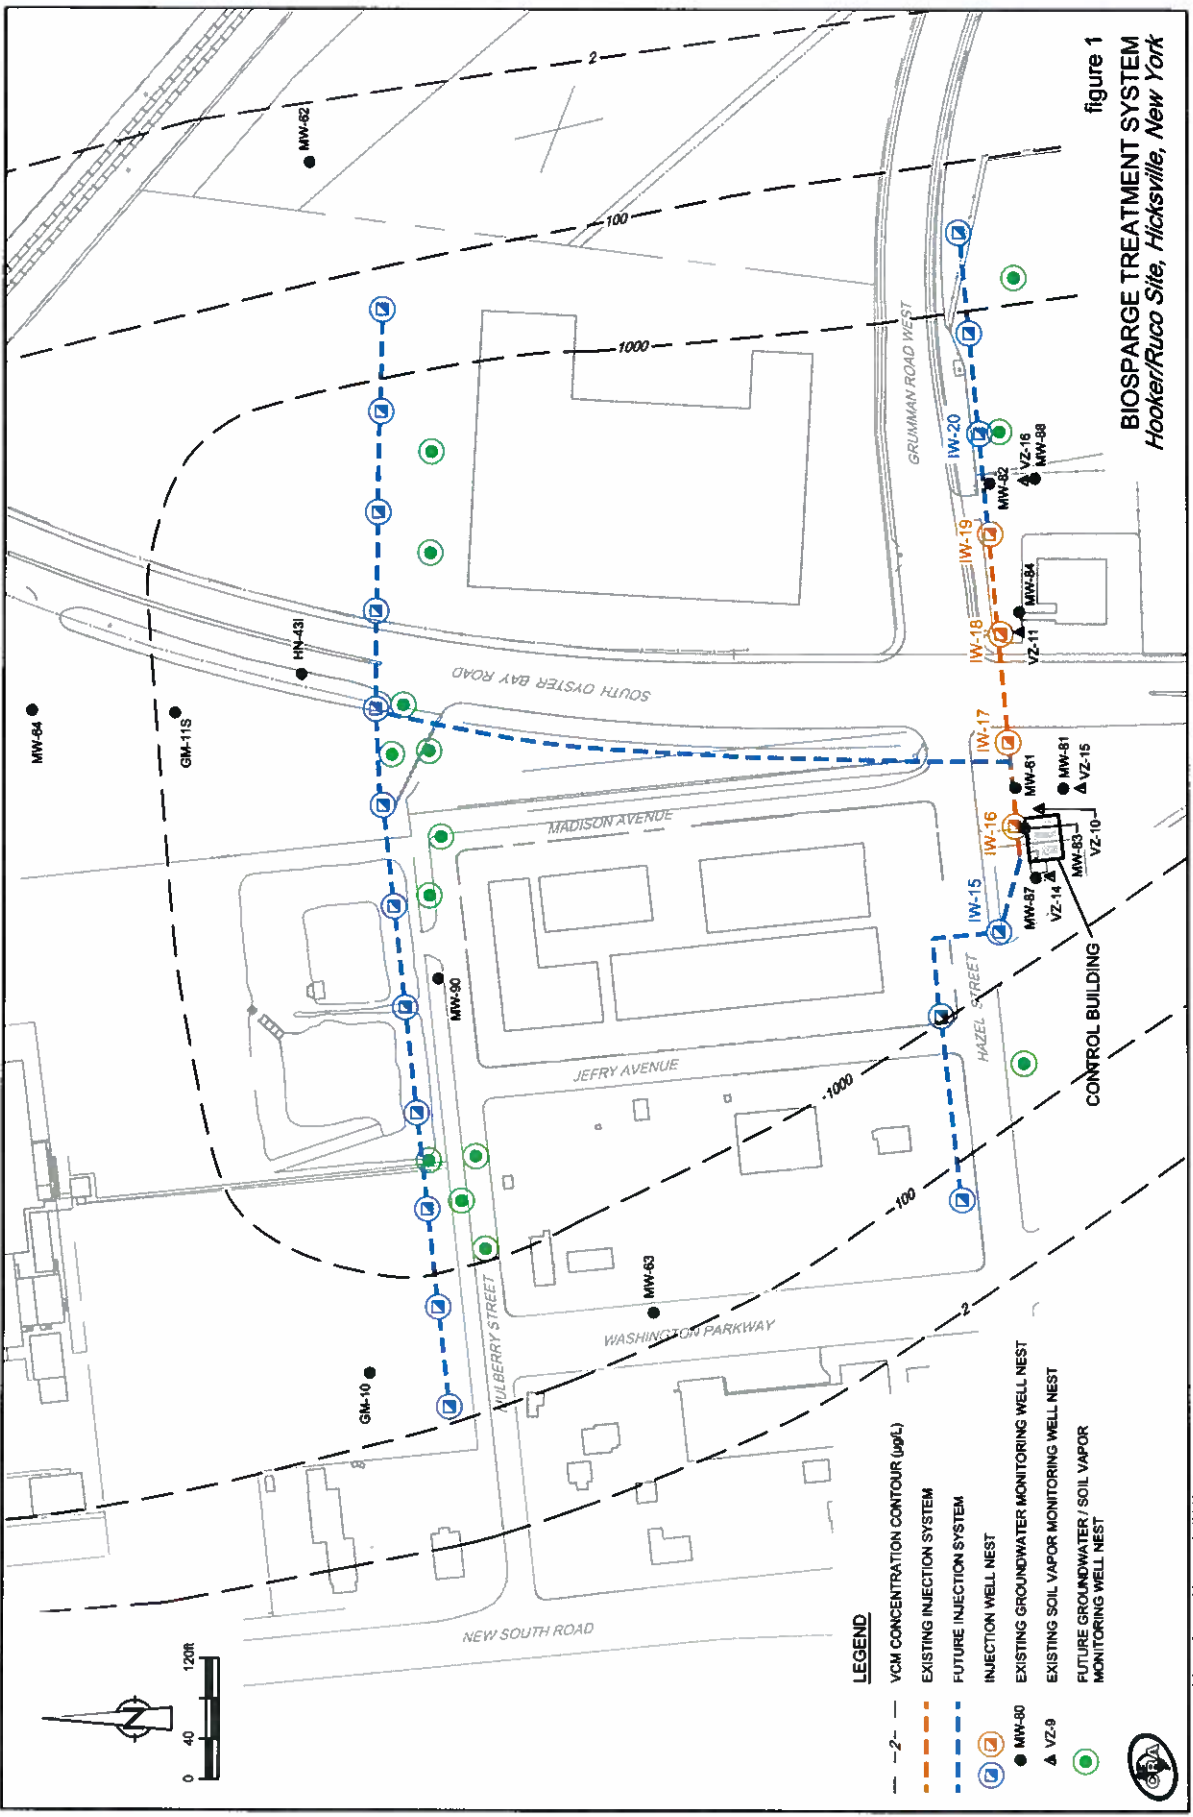 figure 1
BIOSPARGE TREATMENT SYSTEM
Hooker/Ruco Site, Hicksville, New York
2
100
1000
MW-62
MW-64
GM-11S
HN-43I
SOUTH OYSTER BAY ROAD
GRUMMAN ROAD WEST
IW-20
VZ-16
MW-88
MW-82
IW-19
MW-84
IW-18
VZ-11
IW-17
MW-81
VZ-15
MW-61
IW-16
VZ-10
MW-83
VZ-14
MW-87
IW-15
MADISON AVENUE
MW-90
JEFRY AVENUE
HAZEL STREET
CONTROL BUILDING
1000
100
2
MW-63
MULBERRY STREET
WASHINGTON PARKWAY
GM-10
NEW SOUTH ROAD
N
0 40 120ft
LEGEND
2 VCM CONCENTRATION CONTOUR (µg/L)
EXISTING INJECTION SYSTEM
FUTURE INJECTION SYSTEM
INJECTION WELL NEST
MW-80 EXISTING GROUNDWATER MONITORING WELL NEST
VZ-9 EXISTING SOIL VAPOR MONITORING WELL NEST
FUTURE GROUNDWATER / SOIL VAPOR
MONITORING WELL NEST
CRA